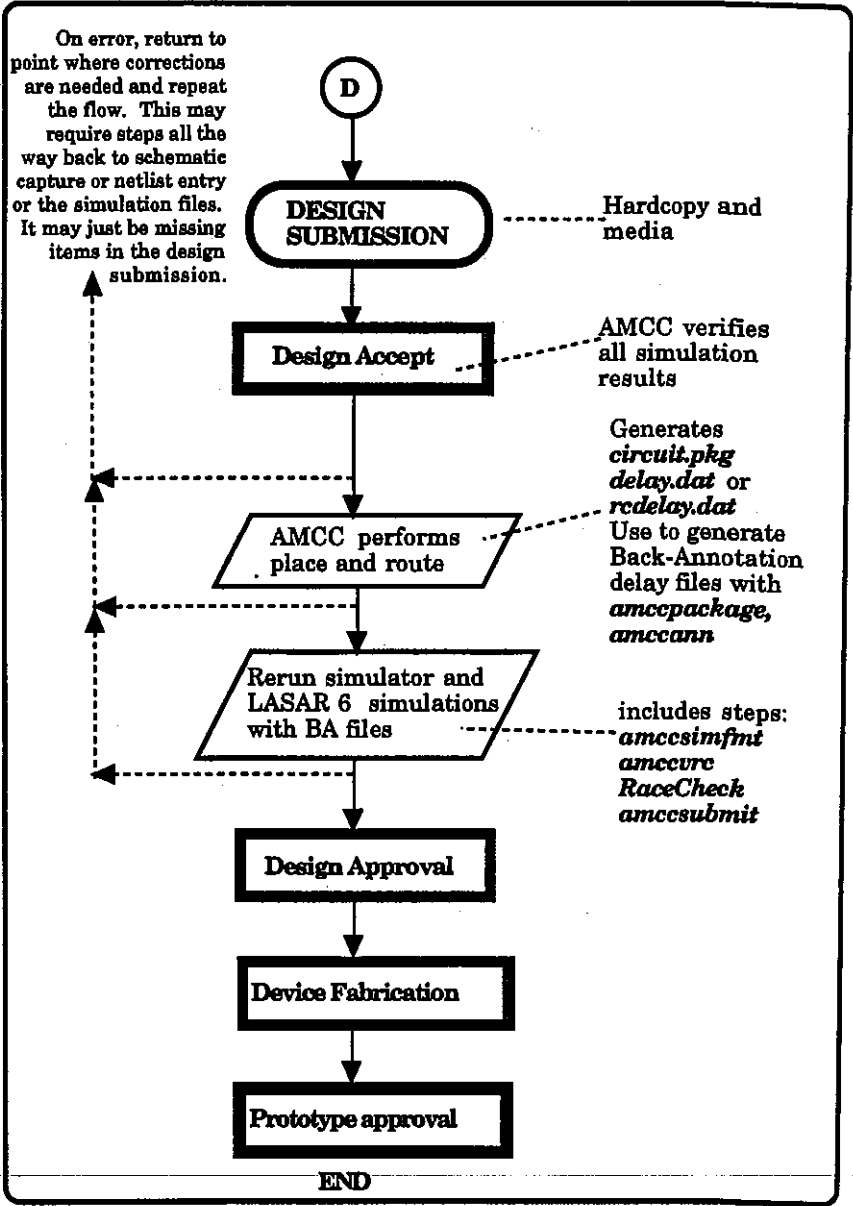 On error, return to
point where corrections
are needed and repeat
the flow. This may
require steps all the
way back to schematic
capture or netlist entry
or the simulation files.
It may just be missing
items in the design
submission.
D
DESIGN
SUBMISSION
Hardcopy and
media
Design Accept
AMCC verifies
all simulation
results
Generates
circuit.pkg
delay.dat or
rcdelay.dat
Use to generate
Back-Annotation
delay files with
amccpackage,
amccann
AMCC performs
place and route
Rerun simulator and
LASAR 6 simulations
with BA files
includes steps:
amccsimfmt
amccvrc
RaceCheck
amccsubmit
Design Approval
Device Fabrication
Prototype approval
END